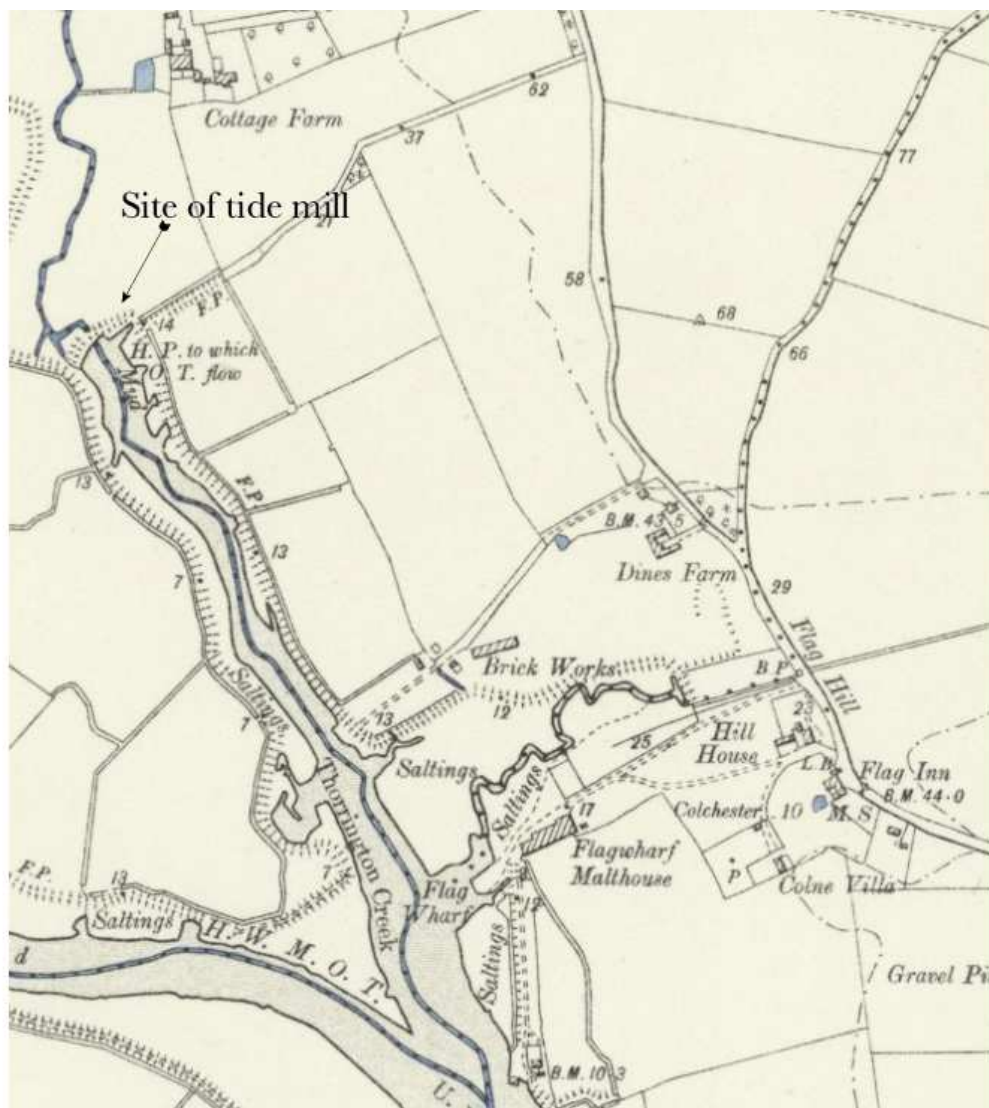 62
Cottage Farm
37
77
Site of tide mill
21
58
68
F.P.
14
H. P. to which
O. T. flow
66
Mud
13
F.P.
B.M. 43·5
Dines Farm
13
7
29
Flag Hill
Brick Works
B P
Saltings
12
7
13
25
Hill
House
23
Saltings
Saltings
L.B.
Flag Inn
B.M. 44·0
17
Colchester 10
M. S
Thorrington Creek
Flagwharf
Malthouse
P
Colne Villa
7
F.P.
13
Flag
Wharf
12
Saltings
H. W. M. O. T.
Saltings
d
Gravel Pi
B.M. 10·3
U.